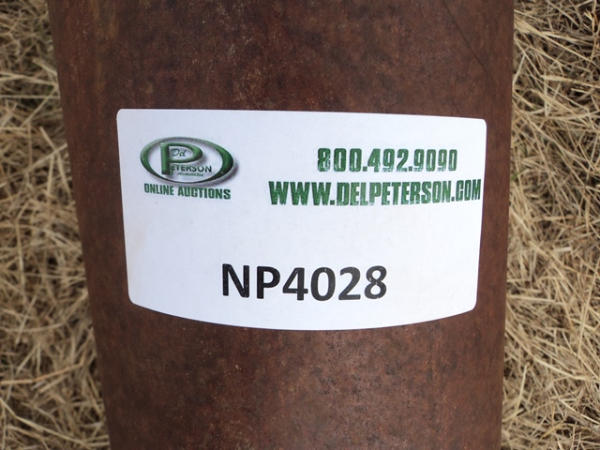 Del
PETERSON
ONLINE AUCTIONS
800.492.9090
WWW.DELPETERSON.COM
NP4028